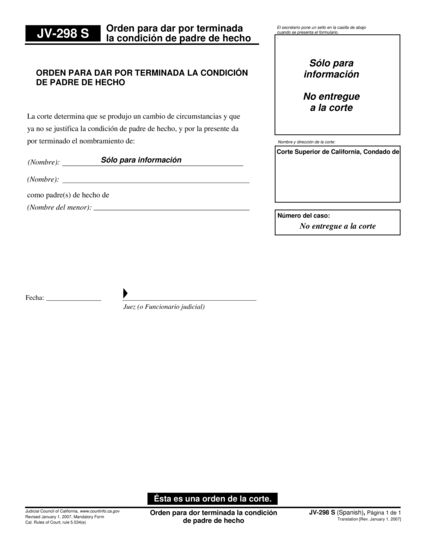 JV-298 S
Orden para dar por terminada
la condición de padre de hecho
El secretario pone un sello en la casilla de abajo
cuando se presenta el formulario.
Sólo para
información
No entregue
a la corte
ORDEN PARA DAR POR TERMINADA LA CONDICIÓN
DE PADRE DE HECHO
La corte determina que se produjo un cambio de circunstancias y que
ya no se justifica la condición de padre de hecho, y por la presente da
por terminado el nombramiento de:
Nombre y dirección de la corte:
Corte Superior de California, Condado de
(Nombre): Sólo para información
(Nombre):
como padre(s) de hecho de
(Nombre del menor):
Número del caso:
No entregue a la corte
Fecha:
Juez (o Funcionario judicial)
Ésta es una orden de la corte.
Judicial Council of California, www.courtinfo.ca.gov
Revised January 1, 2007, Mandatory Form
Cal. Rules of Court, rule 5.534(e)
Orden para dor terminada la condición
de padre de hecho
JV-298 S (Spanish), Página 1 de 1
Translation [Rev. January 1, 2007]